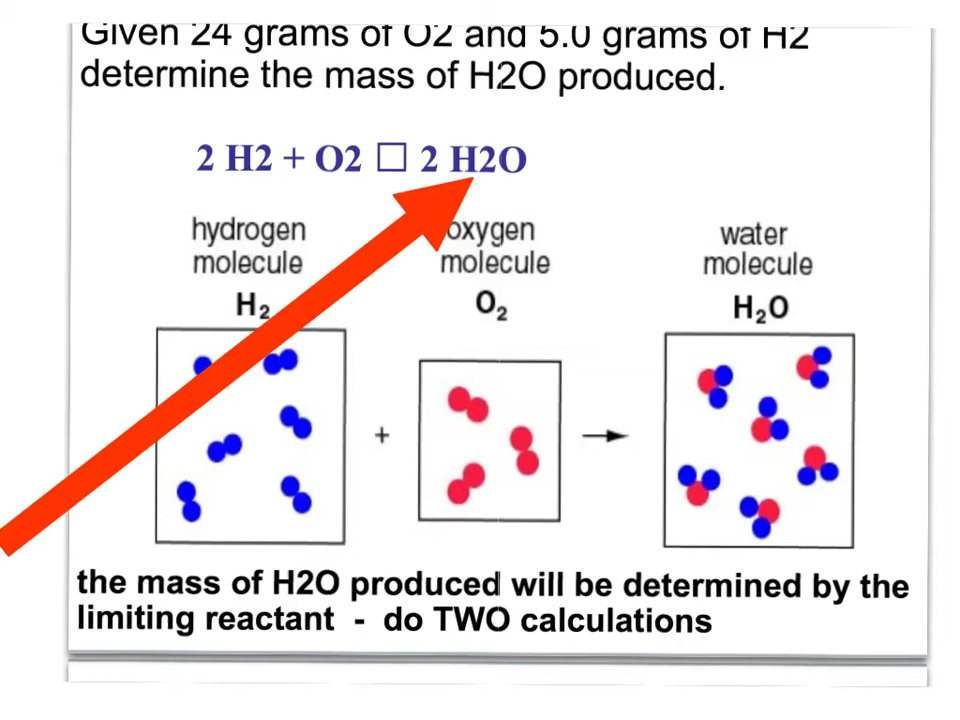 Given 24 grams of O2 and 5.0 grams of H2
determine the mass of H2O produced.
2 H2 + O2 □ 2 H2O
hydrogen
molecule
H₂
oxygen
molecule
O₂
water
molecule
H₂O
+
the mass of H2O produced will be determined by the
limiting reactant - do TWO calculations